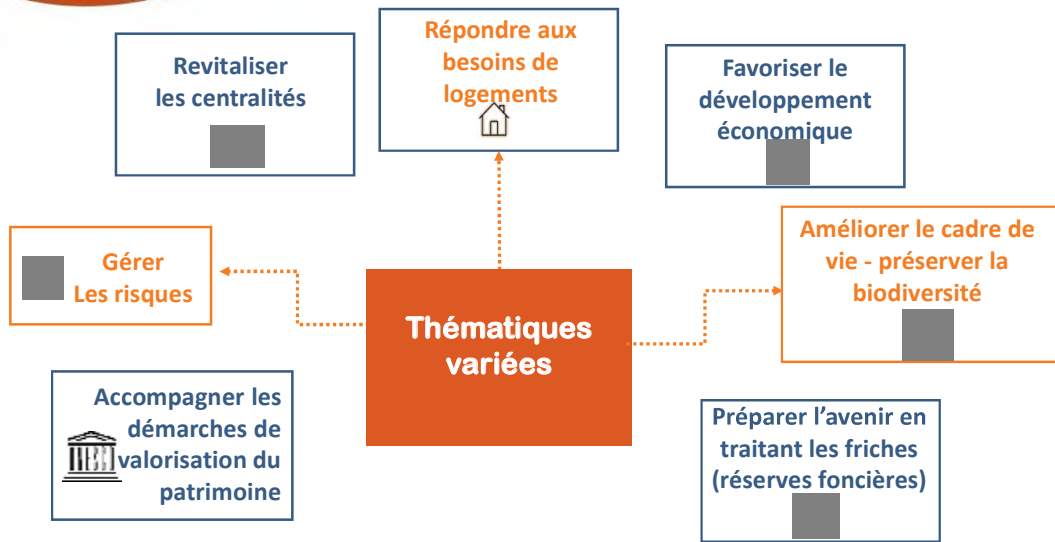 Répondre aux
besoins de
logements
Revitaliser
les centralités
Favoriser le
développement
économique
Améliorer le cadre de
vie - préserver la
biodiversité
Gérer
Les risques
Thématiques
variées
Accompagner les
démarches de
valorisation du
patrimoine
Préparer l’avenir en
traitant les friches
(réserves foncières)